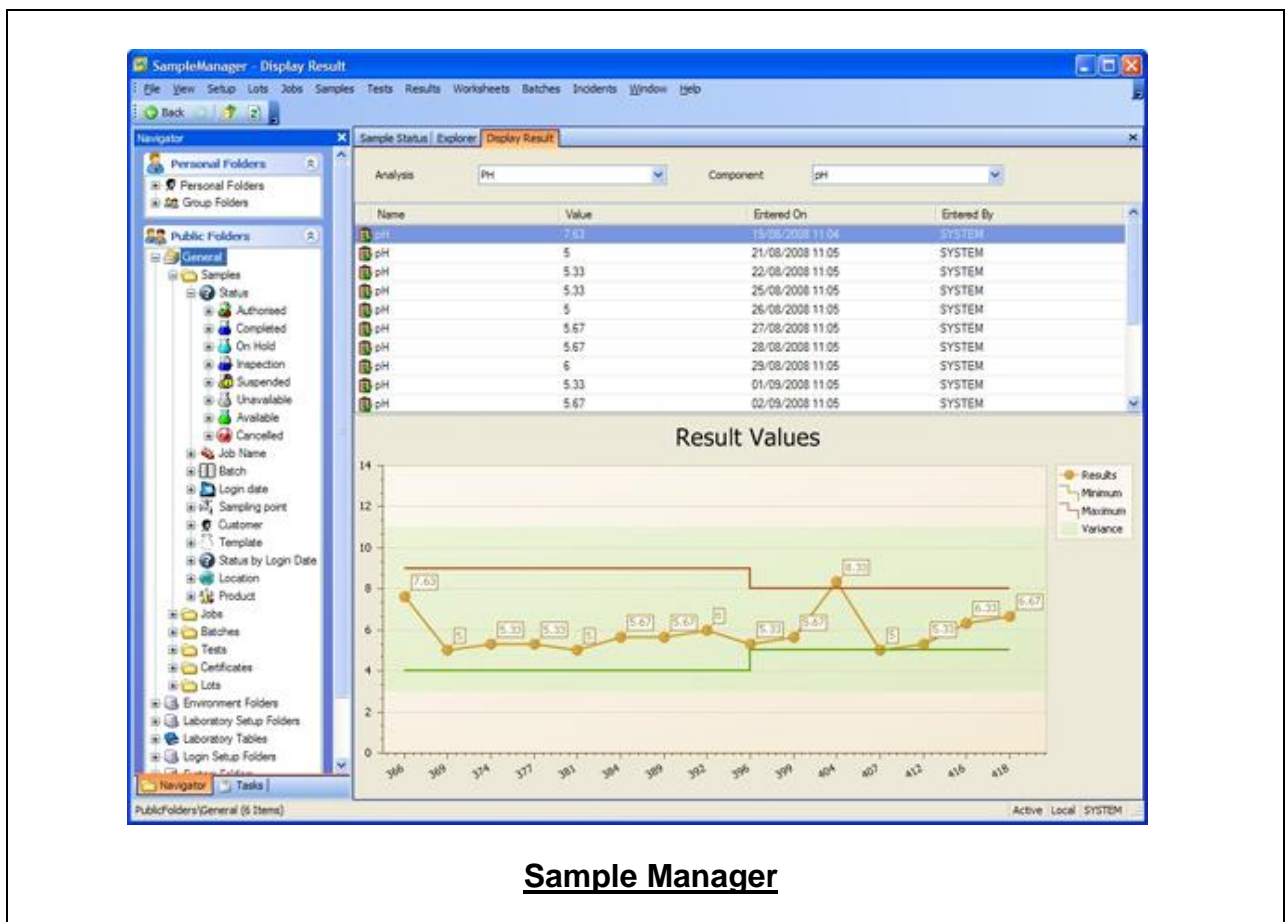 SampleManager - Display Result
File View Setup Lots Jobs Samples Tests Results Worksheets Batches Incidents Window Help
Back
Navigator
Personal Folders
Personal Folders
Group Folders
Public Folders
General
Samples
Status
Authorised
Completed
On Hold
Inspection
Suspended
Unavailable
Available
Cancelled
Job Name
Batch
Login date
Sampling point
Customer
Template
Status by Login Date
Location
Product
Jobs
Batches
Tests
Certificates
Lots
Environment Folders
Laboratory Setup Folders
Laboratory Tables
Login Setup Folders
Navigator Tasks
Sample Status Explorer Display Result
Analysis PH Component pH
Name Value Entered On Entered By
pH 7.63 19/08/2008 11:04 SYSTEM
pH 5 21/08/2008 11:05 SYSTEM
pH 5.33 22/08/2008 11:05 SYSTEM
pH 5.33 25/08/2008 11:05 SYSTEM
pH 5 26/08/2008 11:05 SYSTEM
pH 5.67 27/08/2008 11:05 SYSTEM
pH 5.67 28/08/2008 11:05 SYSTEM
pH 6 29/08/2008 11:05 SYSTEM
pH 5.33 01/09/2008 11:05 SYSTEM
pH 5.67 02/09/2008 11:05 SYSTEM
Result Values
14
12
10
8
6
4
2
0
7.63 5 5.33 5.33 5 5.67 5.67 6 5.33 5.67 8.33 5 5.33 6.33 6.67
366 369 374 377 381 384 389 392 396 399 404 407 412 416 418
Results
Minimum
Maximum
Variance
PublicFolders\General (6 Items) Active Local SYSTEM
Sample Manager